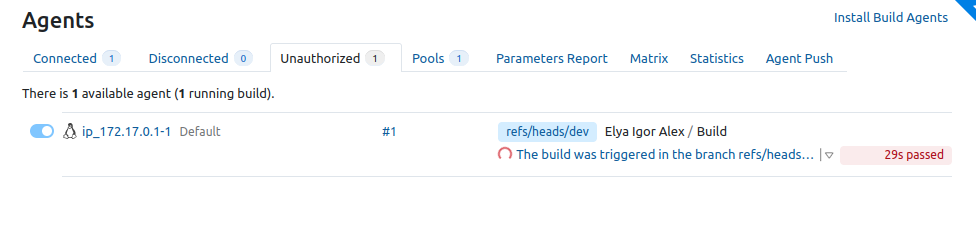 Agents
Install Build Agents
Connected 1 Disconnected 0 Unauthorized 1 Pools 1 Parameters Report Matrix Statistics Agent Push
There is 1 available agent (1 running build).
ip_172.17.0.1-1 Default #1 refs/heads/dev Elya Igor Alex / Build
The build was triggered in the branch refs/heads... 29s passed